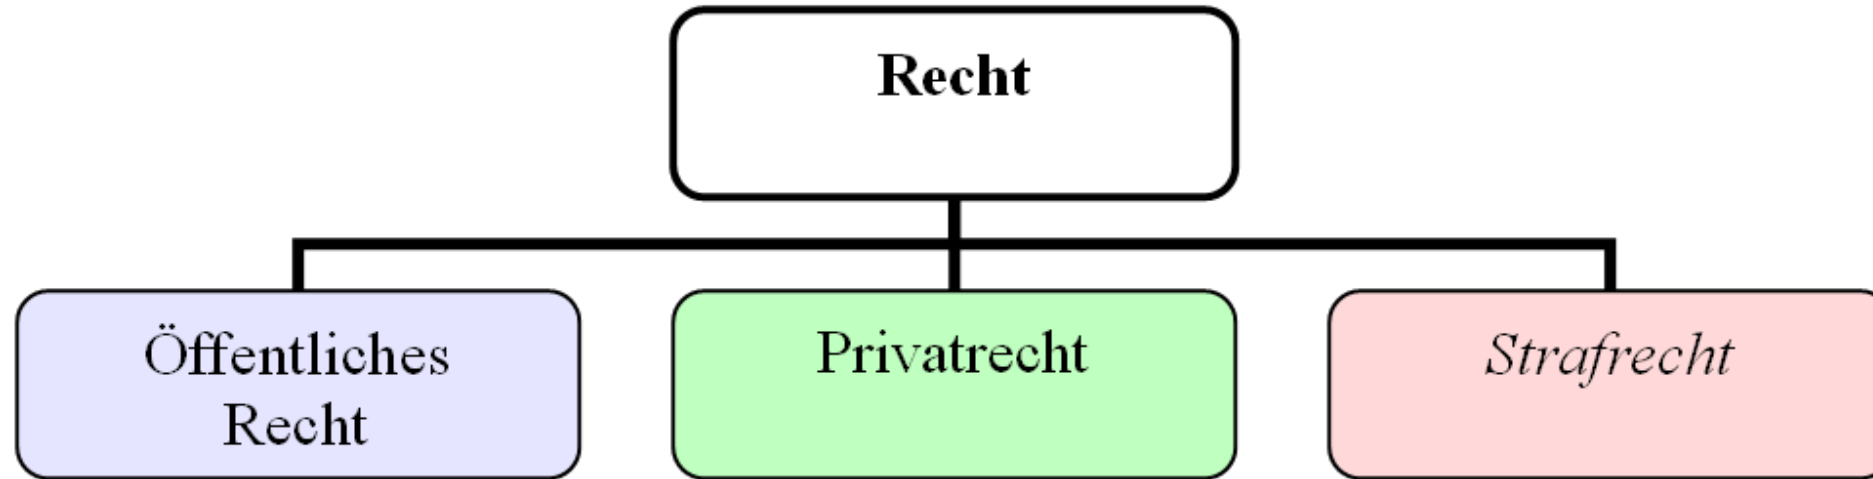 Recht
Öffentliches
Recht
Privatrecht
Strafrecht